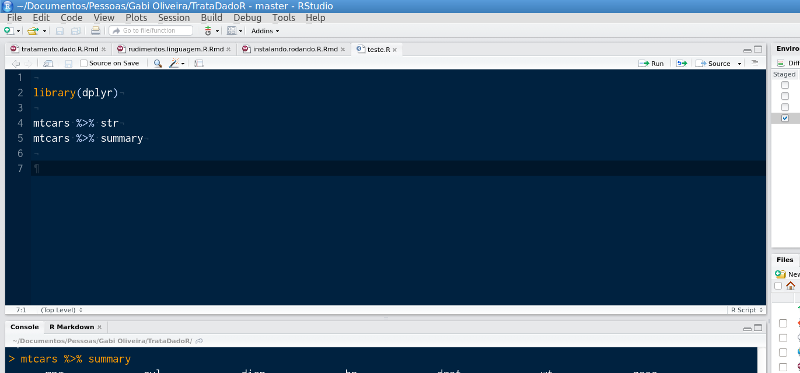 ~/Documentos/Pessoas/Gabi Oliveira/TrataDadoR - master - RStudio
File Edit Code View Plots Session Build Debug Tools Help
Go to file/function Addins
tratamento.dado.R.Rmd rudimentos.linguagem.R.Rmd instalando.rodando.R.Rmd teste.R
Source on Save Run Source
1
2 library(dplyr)
3
4 mtcars %>% str
5 mtcars %>% summary
6
7
7:1 (Top Level) R Script
Console R Markdown
~/Documentos/Pessoas/Gabi Oliveira/TrataDadoR/
> mtcars %>% summary
Enviro
Diff
Staged
Files
New